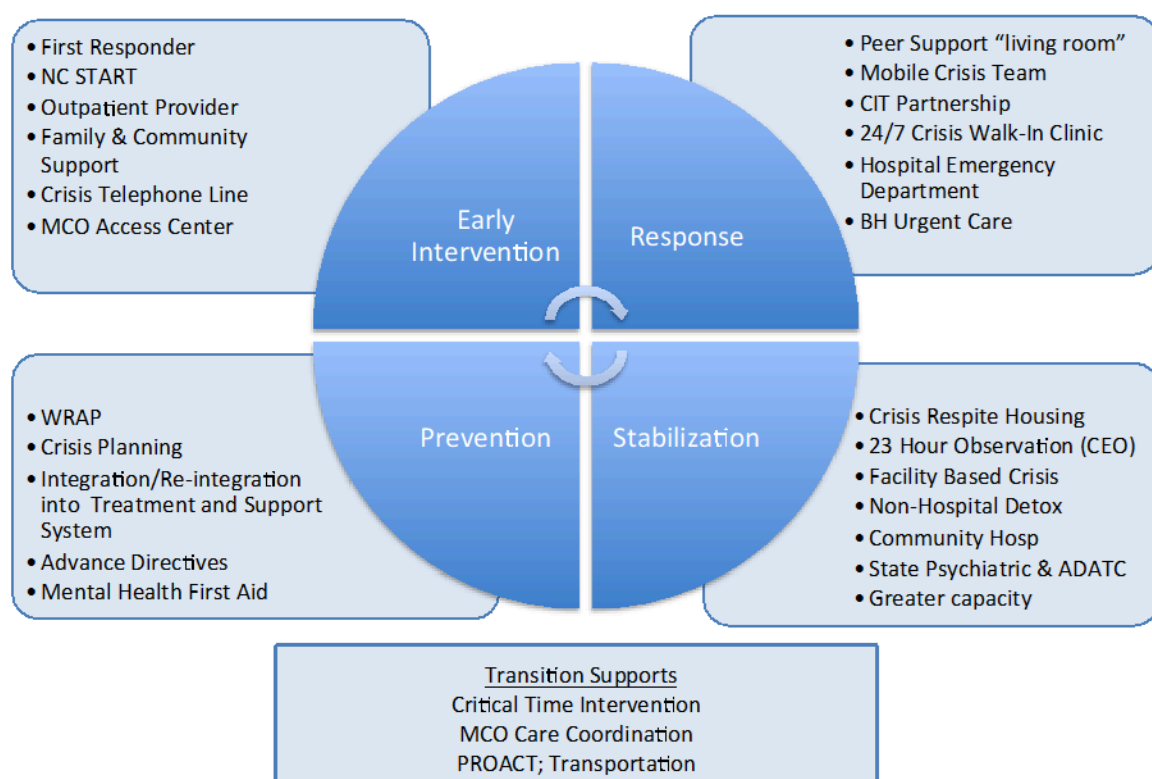 • First Responder
• NC START
• Outpatient Provider
• Family & Community
Support
• Crisis Telephone Line
• MCO Access Center
• Peer Support “living room”
• Mobile Crisis Team
• CIT Partnership
• 24/7 Crisis Walk-In Clinic
• Hospital Emergency
Department
• BH Urgent Care
Early
Intervention
Response
Prevention
Stabilization
• WRAP
• Crisis Planning
• Integration/Re-integration
into Treatment and Support
System
• Advance Directives
• Mental Health First Aid
• Crisis Respite Housing
• 23 Hour Observation (CEO)
• Facility Based Crisis
• Non-Hospital Detox
• Community Hosp
• State Psychiatric & ADATC
• Greater capacity
Transition Supports
Critical Time Intervention
MCO Care Coordination
PROACT; Transportation